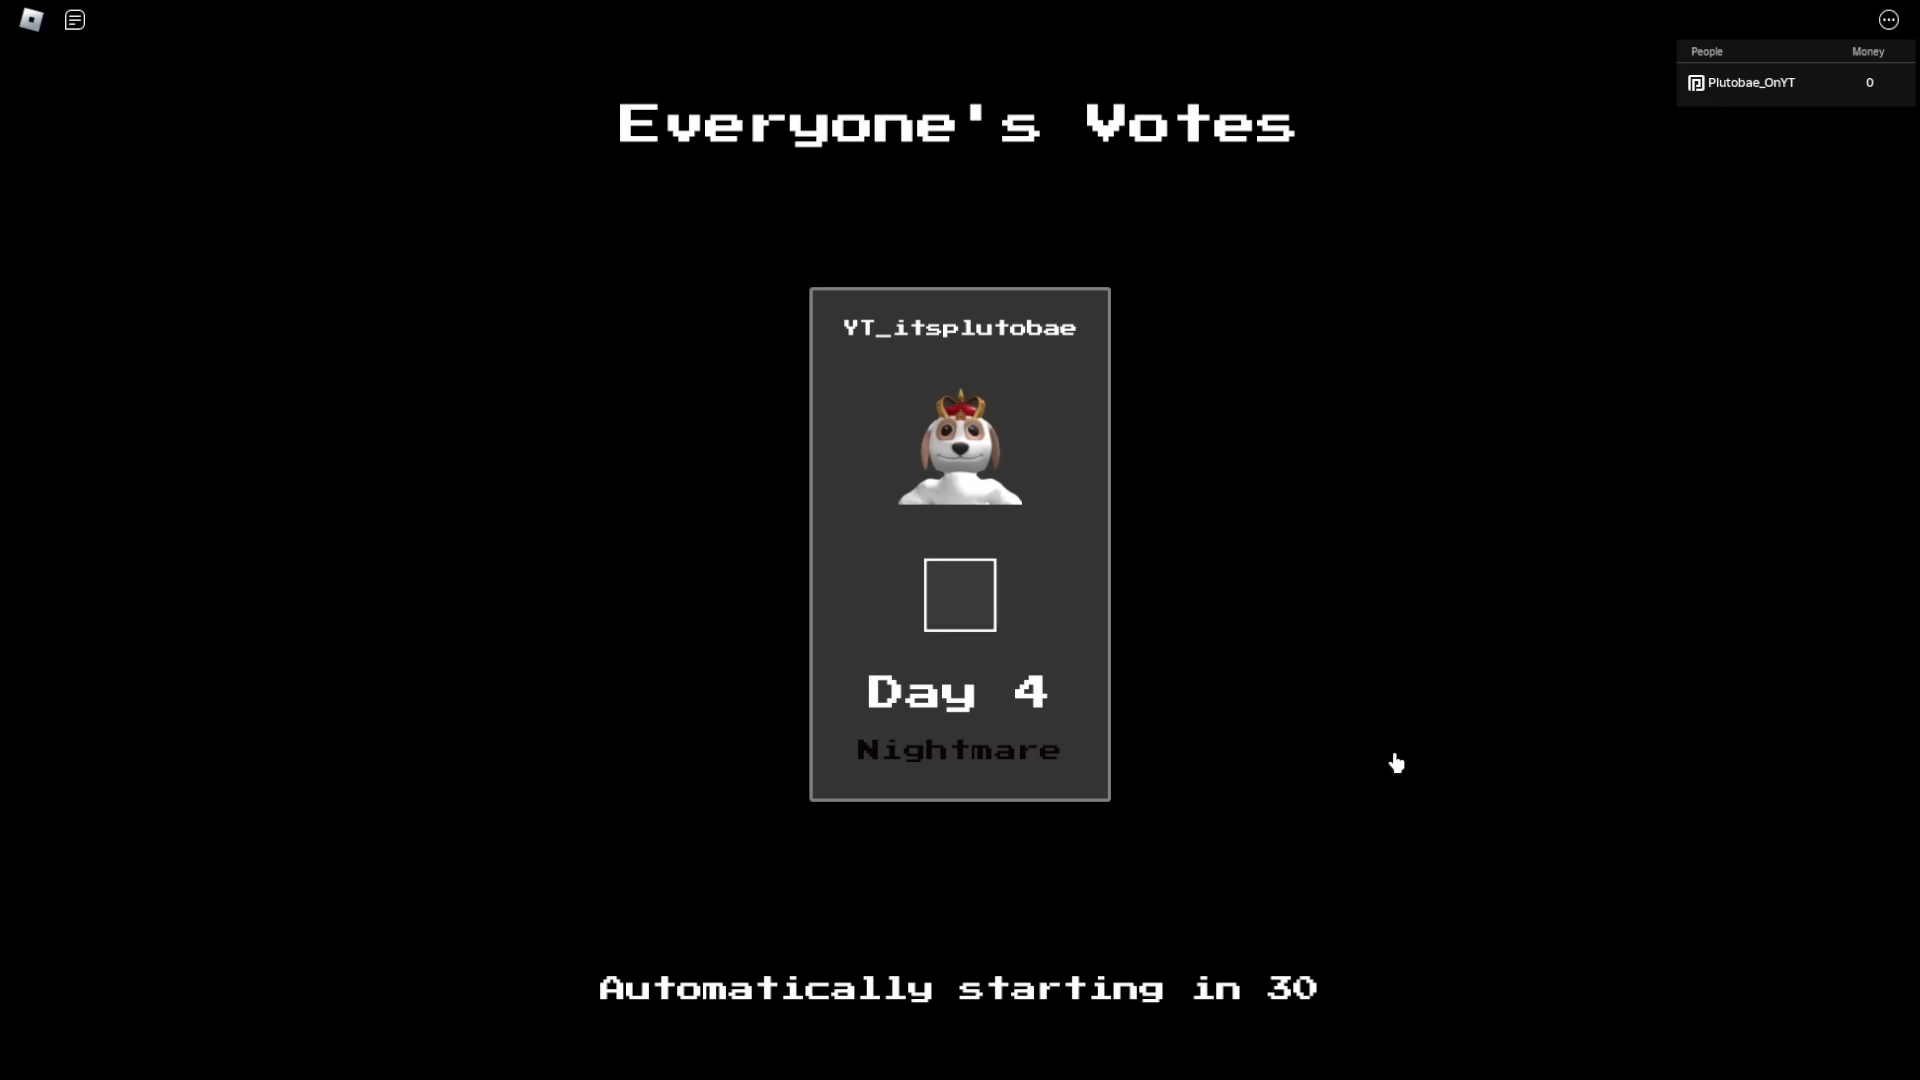 People Money
Plutobae_OnYT 0
Everyone's Votes
YT_itsplutobae
Day 4
Nightmare
Automatically starting in 30